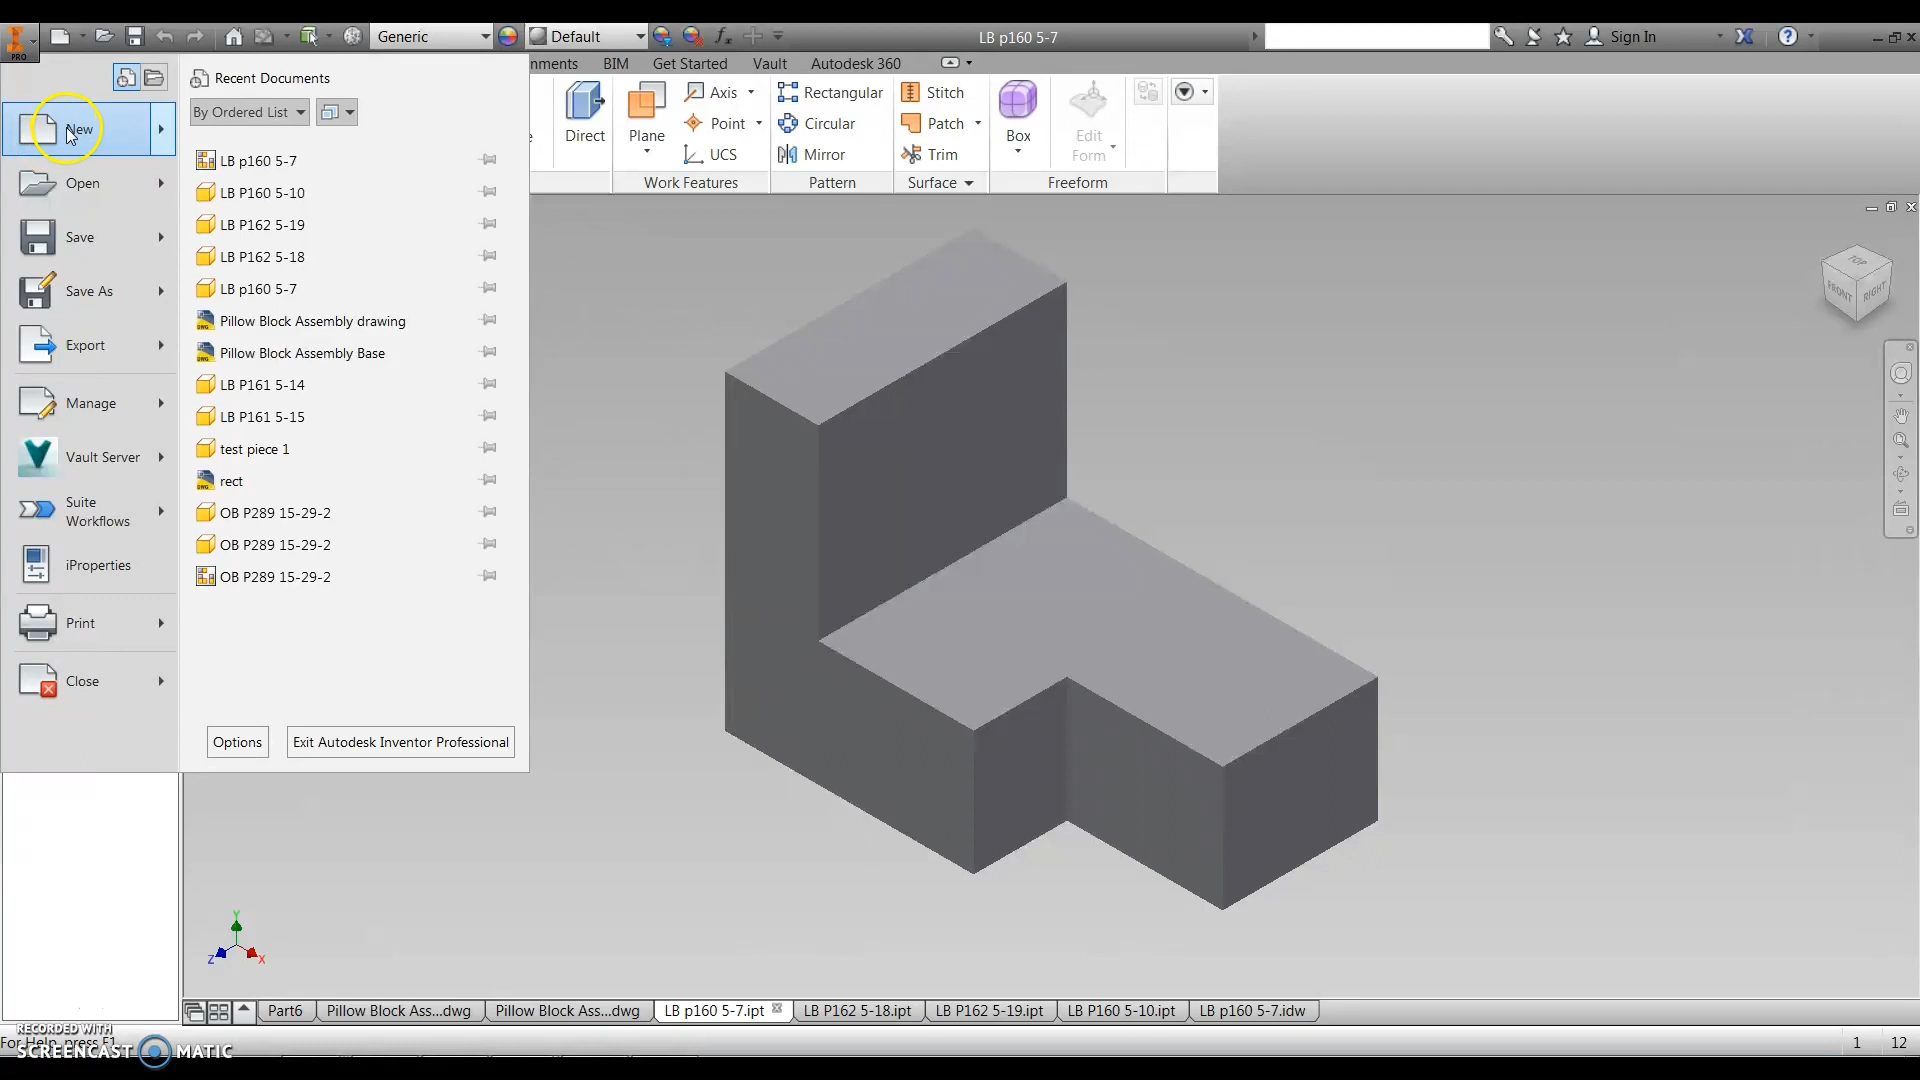 PRO
Generic
Default
LB p160 5-7
Sign In
nments
BIM
Get Started
Vault
Autodesk 360
Recent Documents
By Ordered List
New
Open
Save
Save As
Export
Manage
Vault Server
Suite
Workflows
iProperties
Print
Close
LB p160 5-7
LB P160 5-10
LB P162 5-19
LB P162 5-18
LB p160 5-7
Pillow Block Assembly drawing
Pillow Block Assembly Base
LB P161 5-14
LB P161 5-15
test piece 1
rect
OB P289 15-29-2
OB P289 15-29-2
OB P289 15-29-2
Options
Exit Autodesk Inventor Professional
Direct
Plane
Axis
Point
UCS
Work Features
Rectangular
Circular
Mirror
Pattern
Stitch
Patch
Trim
Surface
Box
Edit
Form
Freeform
TOP
FRONT
RIGHT
Y
Z
X
Part6
Pillow Block Ass...dwg
Pillow Block Ass...dwg
LB p160 5-7.ipt
LB P162 5-18.ipt
LB P162 5-19.ipt
LB P160 5-10.ipt
LB p160 5-7.idw
RECORDED WITH
For Help, press F1
SCREENCAST MATIC
1
12